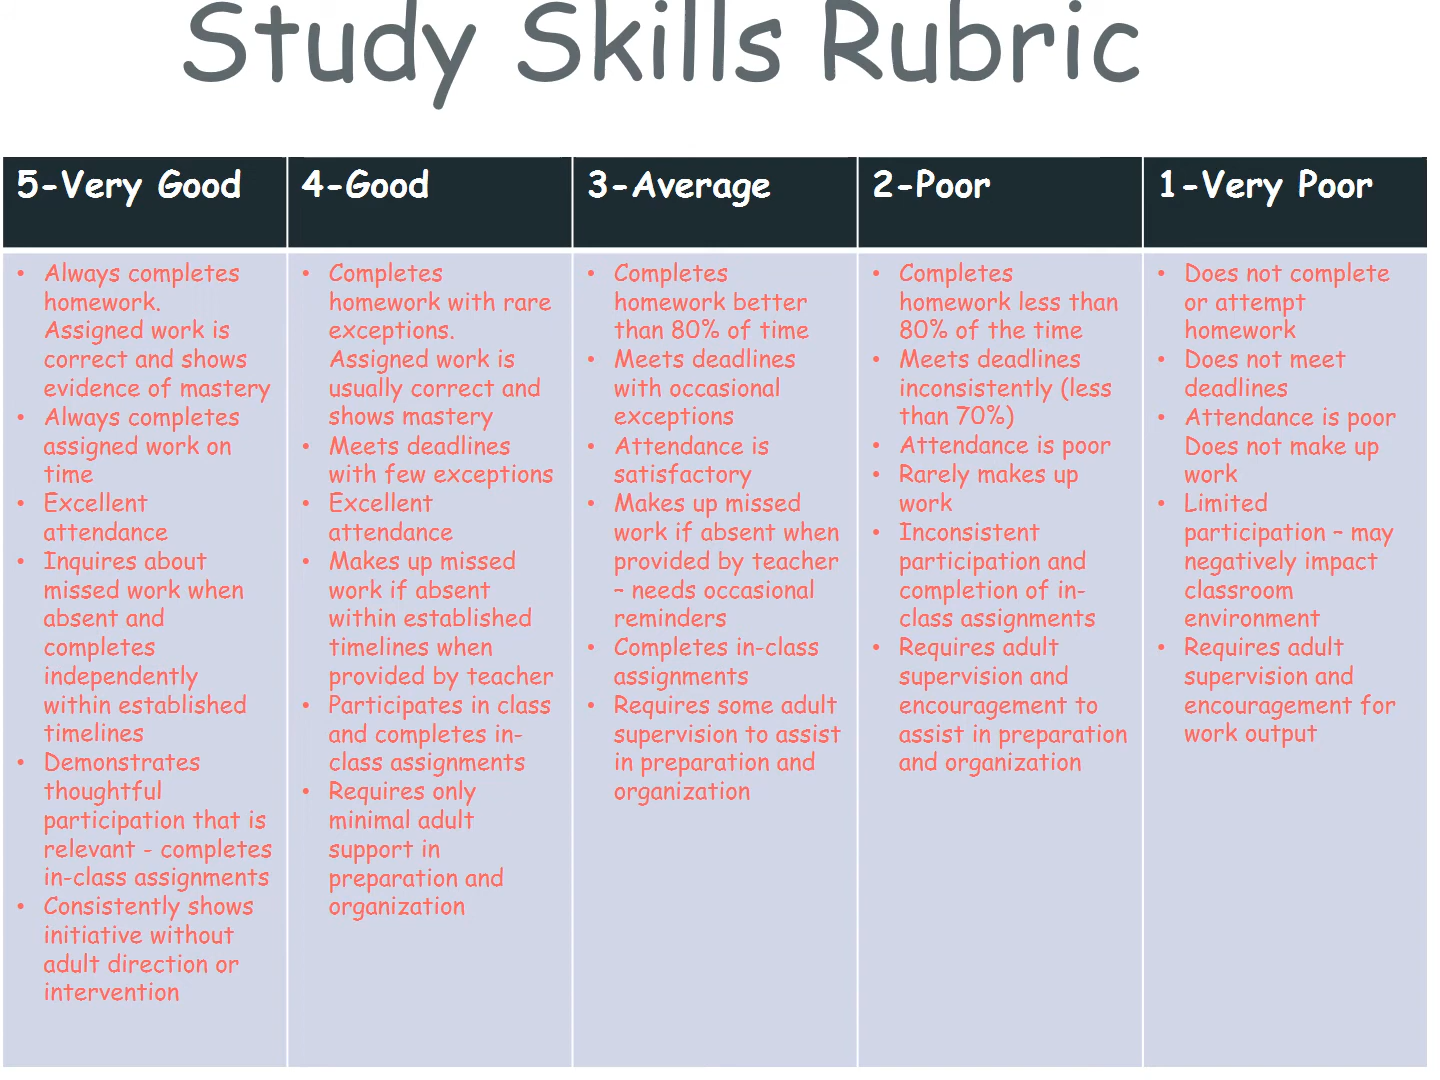 Study Skills Rubric
5-Very Good
4-Good
3-Average
2-Poor
1-Very Poor
• Always completes
homework.
Assigned work is
correct and shows
evidence of mastery
• Always completes
assigned work on
time
• Excellent
attendance
• Inquires about
missed work when
absent and
completes
independently
within established
timelines
• Demonstrates
thoughtful
participation that is
relevant - completes
in-class assignments
• Consistently shows
initiative without
adult direction or
intervention
• Completes
homework with rare
exceptions.
Assigned work is
usually correct and
shows mastery
• Meets deadlines
with few exceptions
• Excellent
attendance
• Makes up missed
work if absent
within established
timelines when
provided by teacher
• Participates in class
and completes in-
class assignments
• Requires only
minimal adult
support in
preparation and
organization
• Completes
homework better
than 80% of time
• Meets deadlines
with occasional
exceptions
• Attendance is
satisfactory
• Makes up missed
work if absent when
provided by teacher
– needs occasional
reminders
• Completes in-class
assignments
• Requires some adult
supervision to assist
in preparation and
organization
• Completes
homework less than
80% of the time
• Meets deadlines
inconsistently (less
than 70%)
• Attendance is poor
• Rarely makes up
work
• Inconsistent
participation and
completion of in-
class assignments
• Requires adult
supervision and
encouragement to
assist in preparation
and organization
• Does not complete
or attempt
homework
• Does not meet
deadlines
• Attendance is poor
Does not make up
work
• Limited
participation – may
negatively impact
classroom
environment
• Requires adult
supervision and
encouragement for
work output